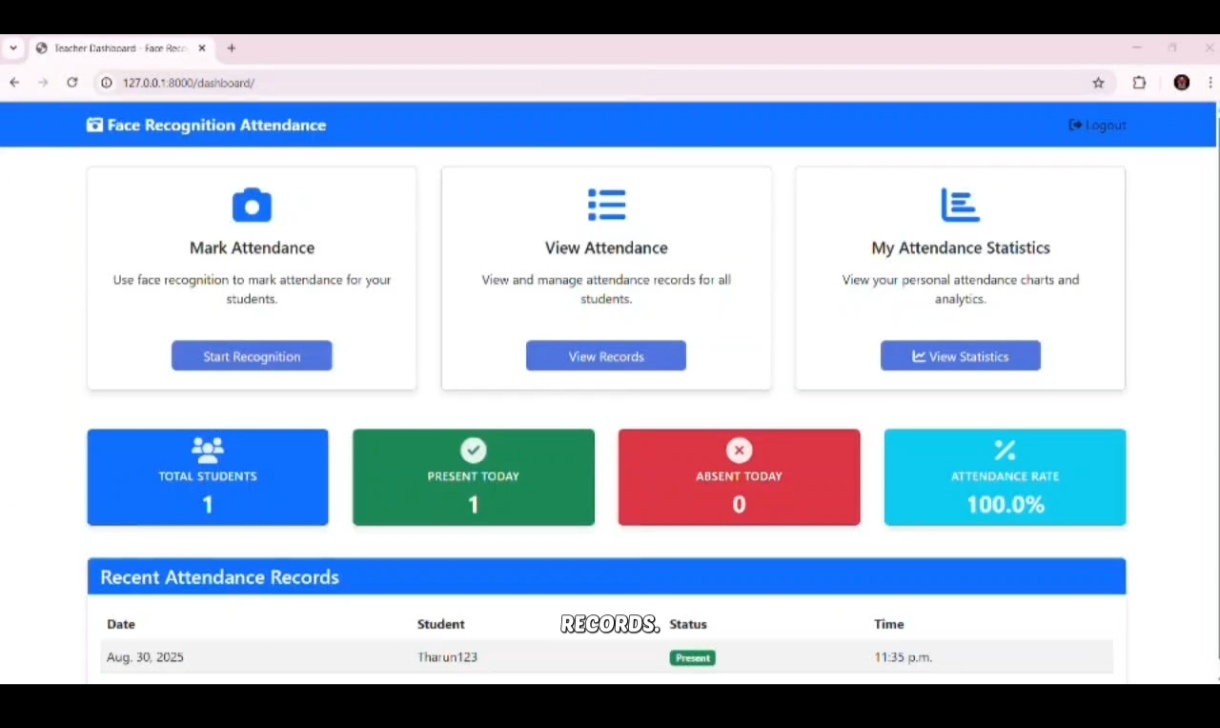 Teacher Dashboard - Face Reco
127.0.0.1:8000/dashboard/
Face Recognition Attendance
Logout
Mark Attendance
Use face recognition to mark attendance for your
students.
Start Recognition
View Attendance
View and manage attendance records for all
students.
View Records
My Attendance Statistics
View your personal attendance charts and
analytics.
View Statistics
TOTAL STUDENTS
1
PRESENT TODAY
1
ABSENT TODAY
0
ATTENDANCE RATE
100.0%
Recent Attendance Records
Date Student Status Time
RECORDS.
Aug. 30, 2025 Tharun123 Present 11:35 p.m.